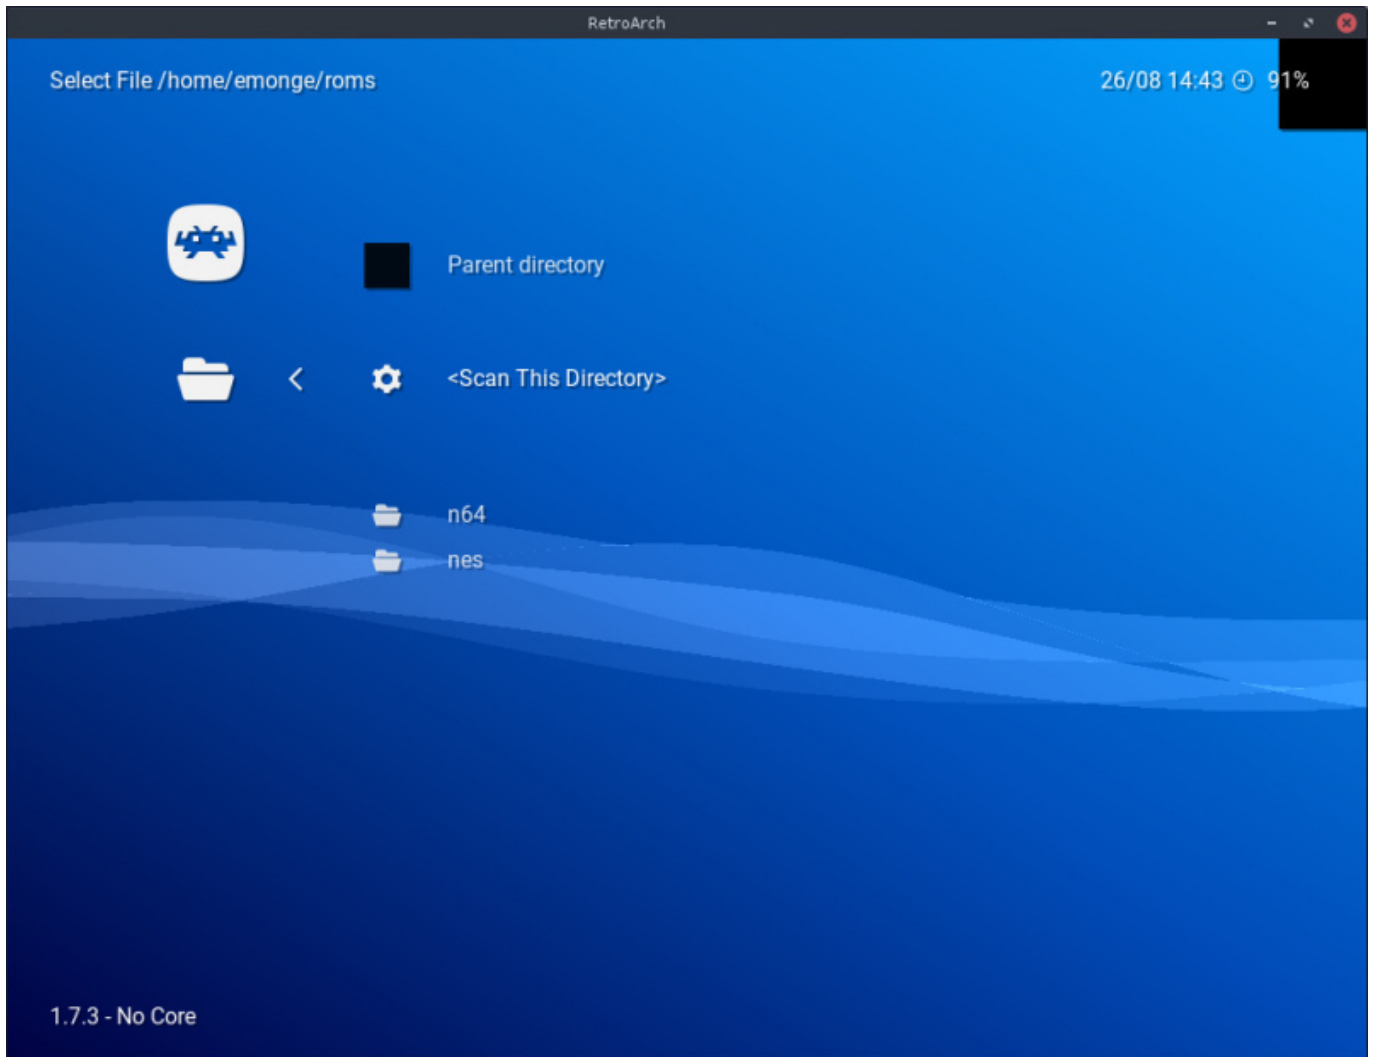 RetroArch
Select File /home/emonge/roms
26/08 14:43 91%
Parent directory
<Scan This Directory>
n64
nes
1.7.3 - No Core